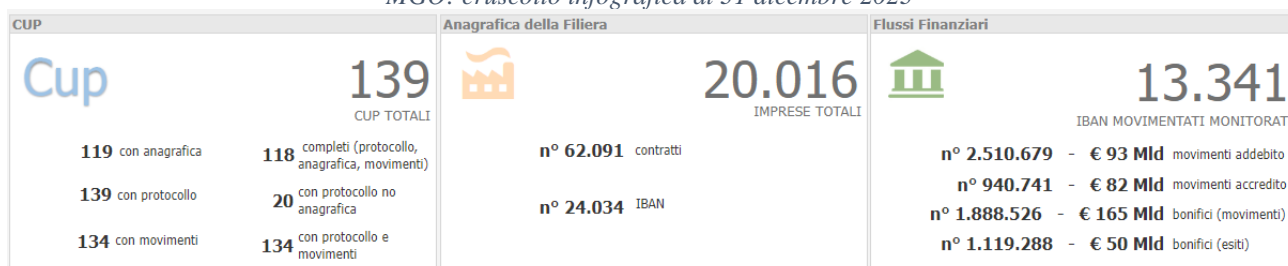 MGO: cruscotto infografica al 31 dicembre 2023
CUP
Cup
139
CUP TOTALI
119 con anagrafica
118 completi (protocollo, anagrafica, movimenti)
139 con protocollo
20 con protocollo no anagrafica
134 con movimenti
134 con protocollo e movimenti
Anagrafica della Filiera
20.016
IMPRESE TOTALI
n° 62.091 contratti
n° 24.034 IBAN
Flussi Finanziari
13.341
IBAN MOVIMENTATI MONITORAT
n° 2.510.679 - € 93 Mld movimenti addebito
n° 940.741 - € 82 Mld movimenti accredito
n° 1.888.526 - € 165 Mld bonifici (movimenti)
n° 1.119.288 - € 50 Mld bonifici (esiti)